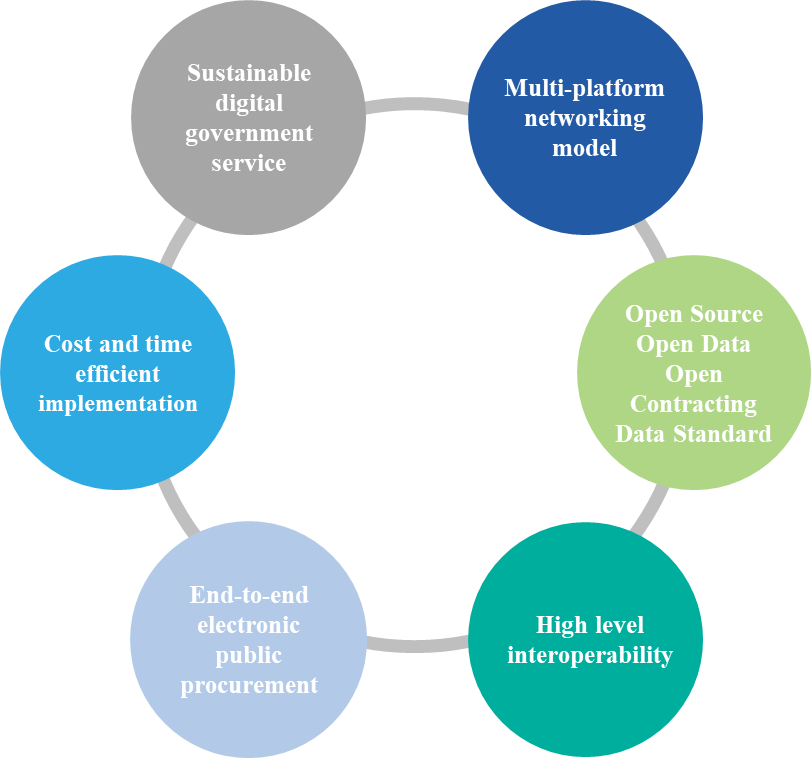 Sustainable
digital
government
service
Multi-platform
networking
model
Open Source
Open Data
Open
Contracting
Data Standard
High level
interoperability
End-to-end
electronic
public
procurement
Cost and time
efficient
implementation